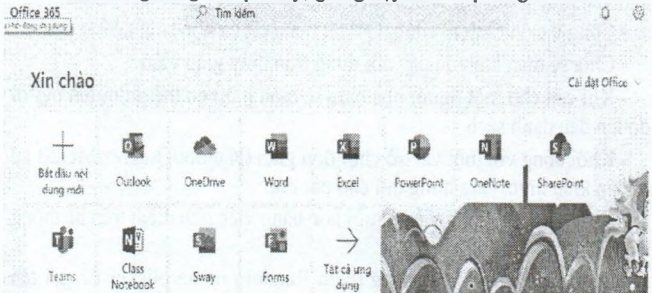 Office 365
Tìm kiếm
Xin chào
Cài đặt Office
Bắt đầu nội dung mới
Outlook
OneDrive
Word
Excel
PowerPoint
OneNote
SharePoint
Teams
Class Notebook
Sway
Forms
Tất cả ứng dụng